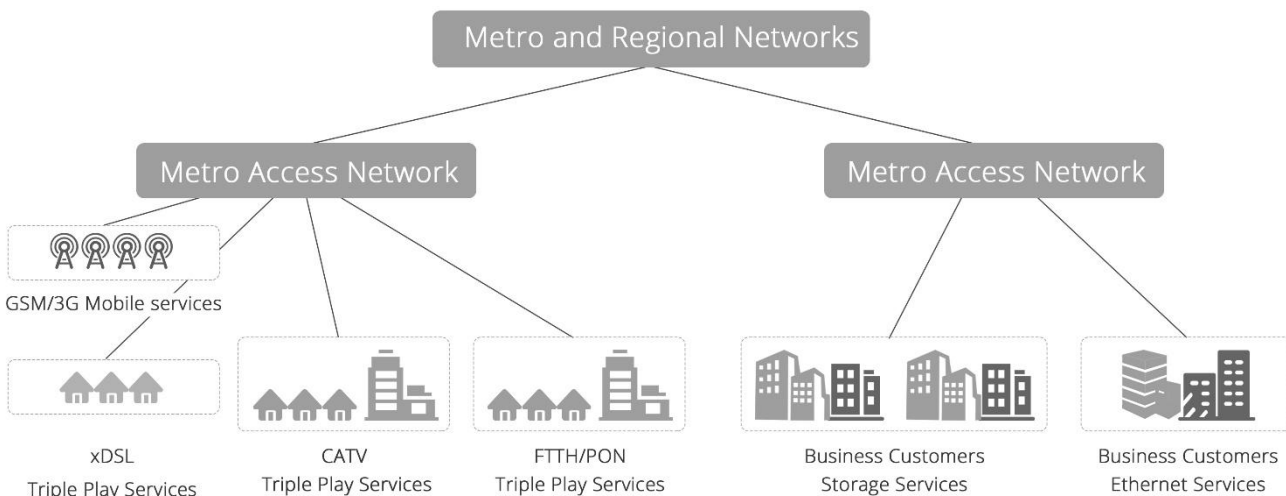 Metro and Regional Networks
Metro Access Network
Metro Access Network
GSM/3G Mobile services
xDSL
Triple Play Services
CATV
Triple Play Services
FTTH/PON
Triple Play Services
Business Customers
Storage Services
Business Customers
Ethernet Services